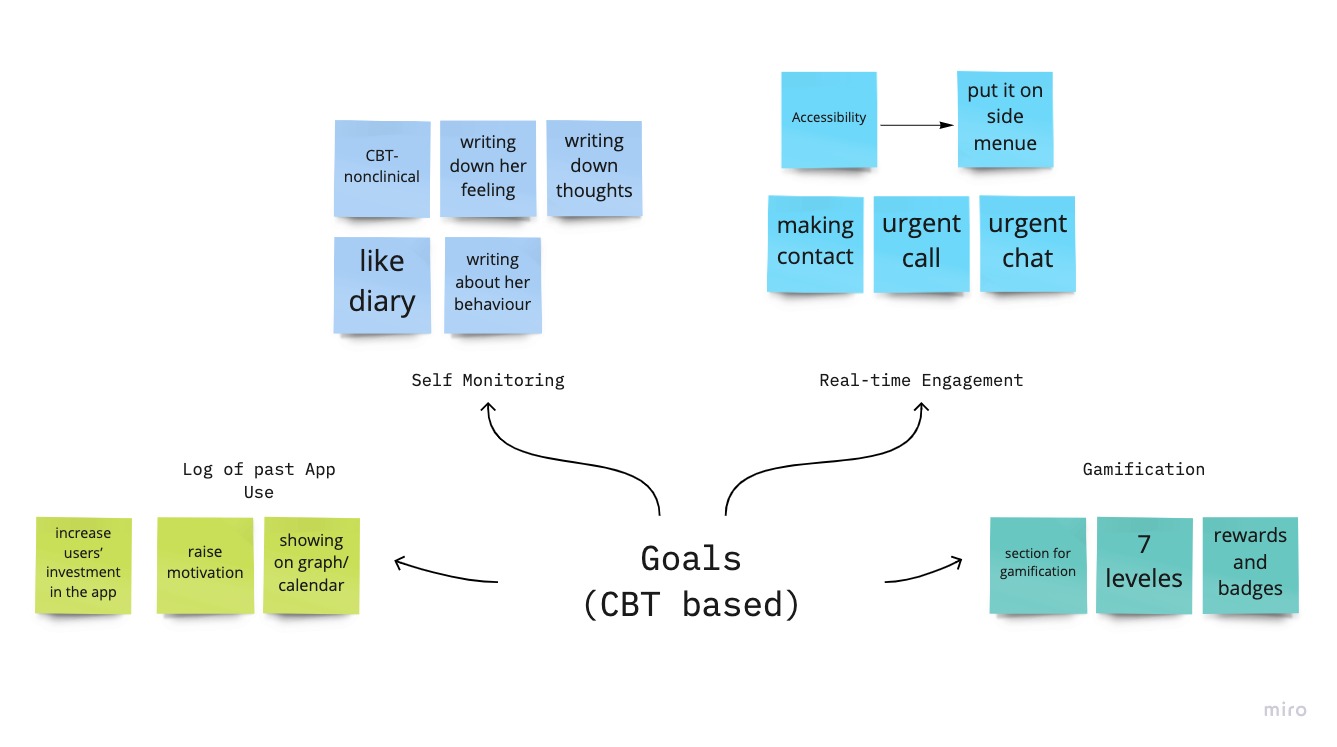 CBT-
nonclinical
writing
down her
feeling
writing
down
thoughts
like
diary
writing
about her
behaviour
Self Monitoring
Accessibility
put it on
side
menue
making
contact
urgent
call
urgent
chat
Real-time Engagement
Log of past App
Use
increase
users’
investment
in the app
raise
motivation
showing
on graph/
calendar
Goals
(CBT based)
Gamification
section for
gamification
7
leveles
rewards
and
badges
miro